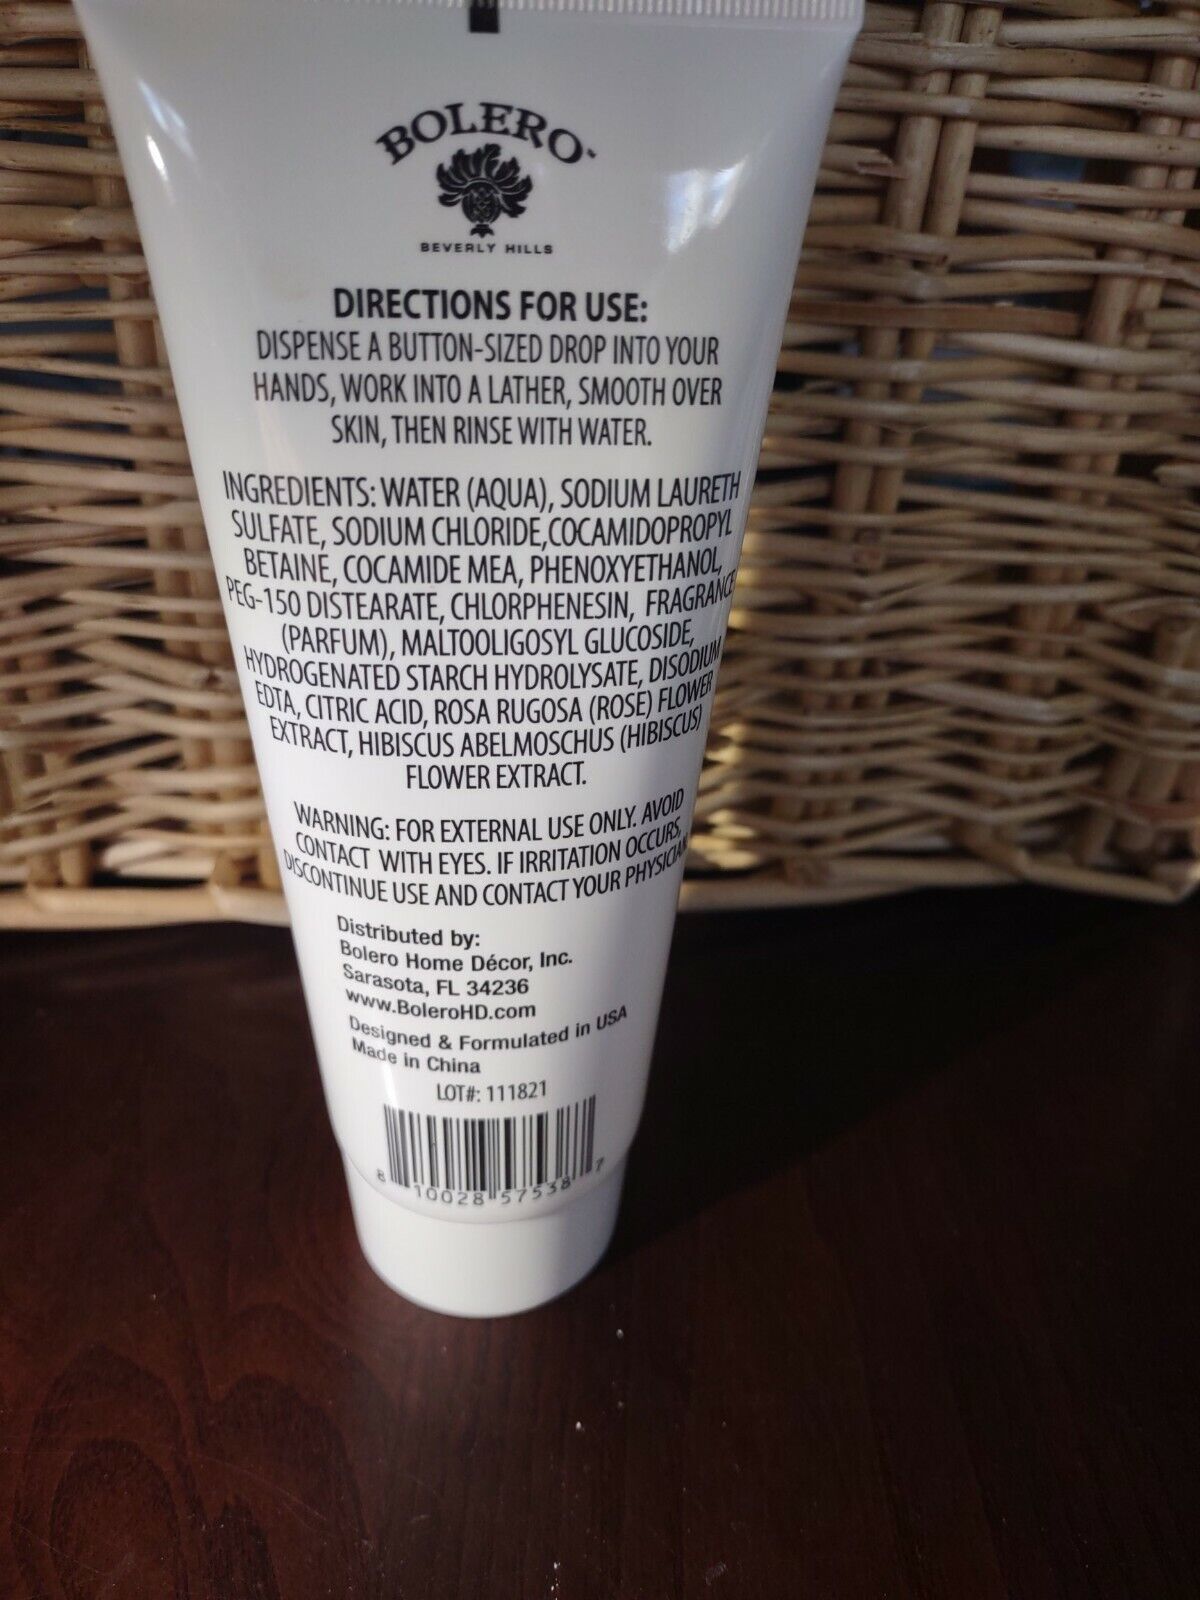 BOLERO
BEVERLY HILLS
DIRECTIONS FOR USE:
DISPENSE A BUTTON-SIZED DROP INTO YOUR
HANDS, WORK INTO A LATHER, SMOOTH OVER
SKIN, THEN RINSE WITH WATER.
INGREDIENTS: WATER (AQUA), SODIUM LAURETH
SULFATE, SODIUM CHLORIDE,COCAMIDOPROPYL
BETAINE, COCAMIDE MEA, PHENOXYETHANOL,
PEG-150 DISTEARATE, CHLORPHENESIN, FRAGRANCE
(PARFUM), MALTOOLIGOSYL GLUCOSIDE,
HYDROGENATED STARCH HYDROLYSATE, DISODIUM
EDTA, CITRIC ACID, ROSA RUGOSA (ROSE) FLOWER
EXTRACT, HIBISCUS ABELMOSCHUS (HIBISCUS)
FLOWER EXTRACT.
WARNING: FOR EXTERNAL USE ONLY. AVOID
CONTACT WITH EYES. IF IRRITATION OCCURS,
DISCONTINUE USE AND CONTACT YOUR PHYSICIAN.
Distributed by:
Bolero Home Décor, Inc.
Sarasota, FL 34236
www.BoleroHD.com
Designed & Formulated in USA
Made in China
LOT#: 111821
8 10028 57538 7